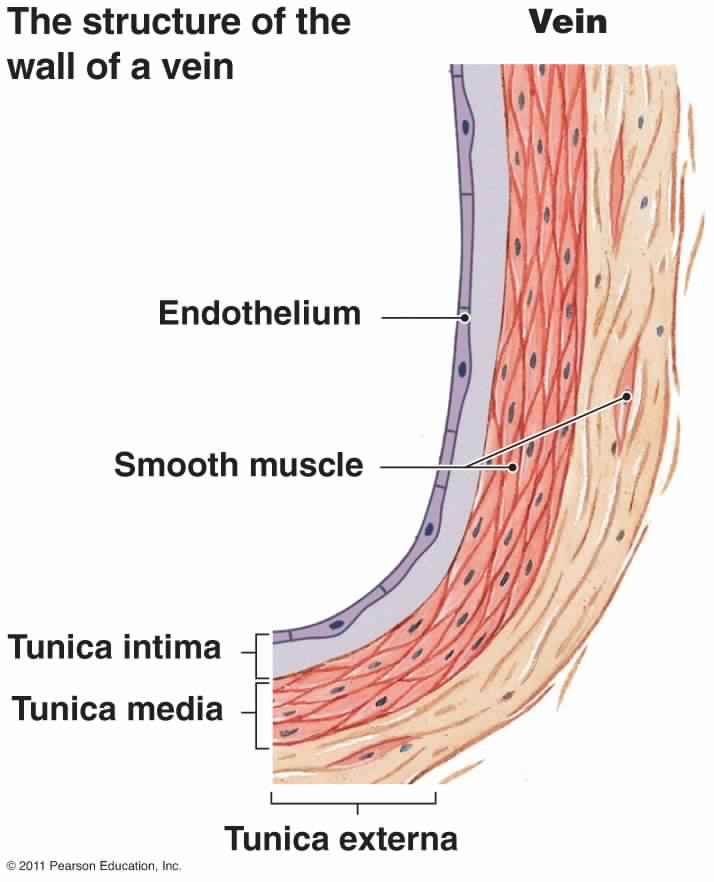 The structure of the
wall of a vein
Vein
Endothelium
Smooth muscle
Tunica intima
Tunica media
Tunica externa
© 2011 Pearson Education, Inc.